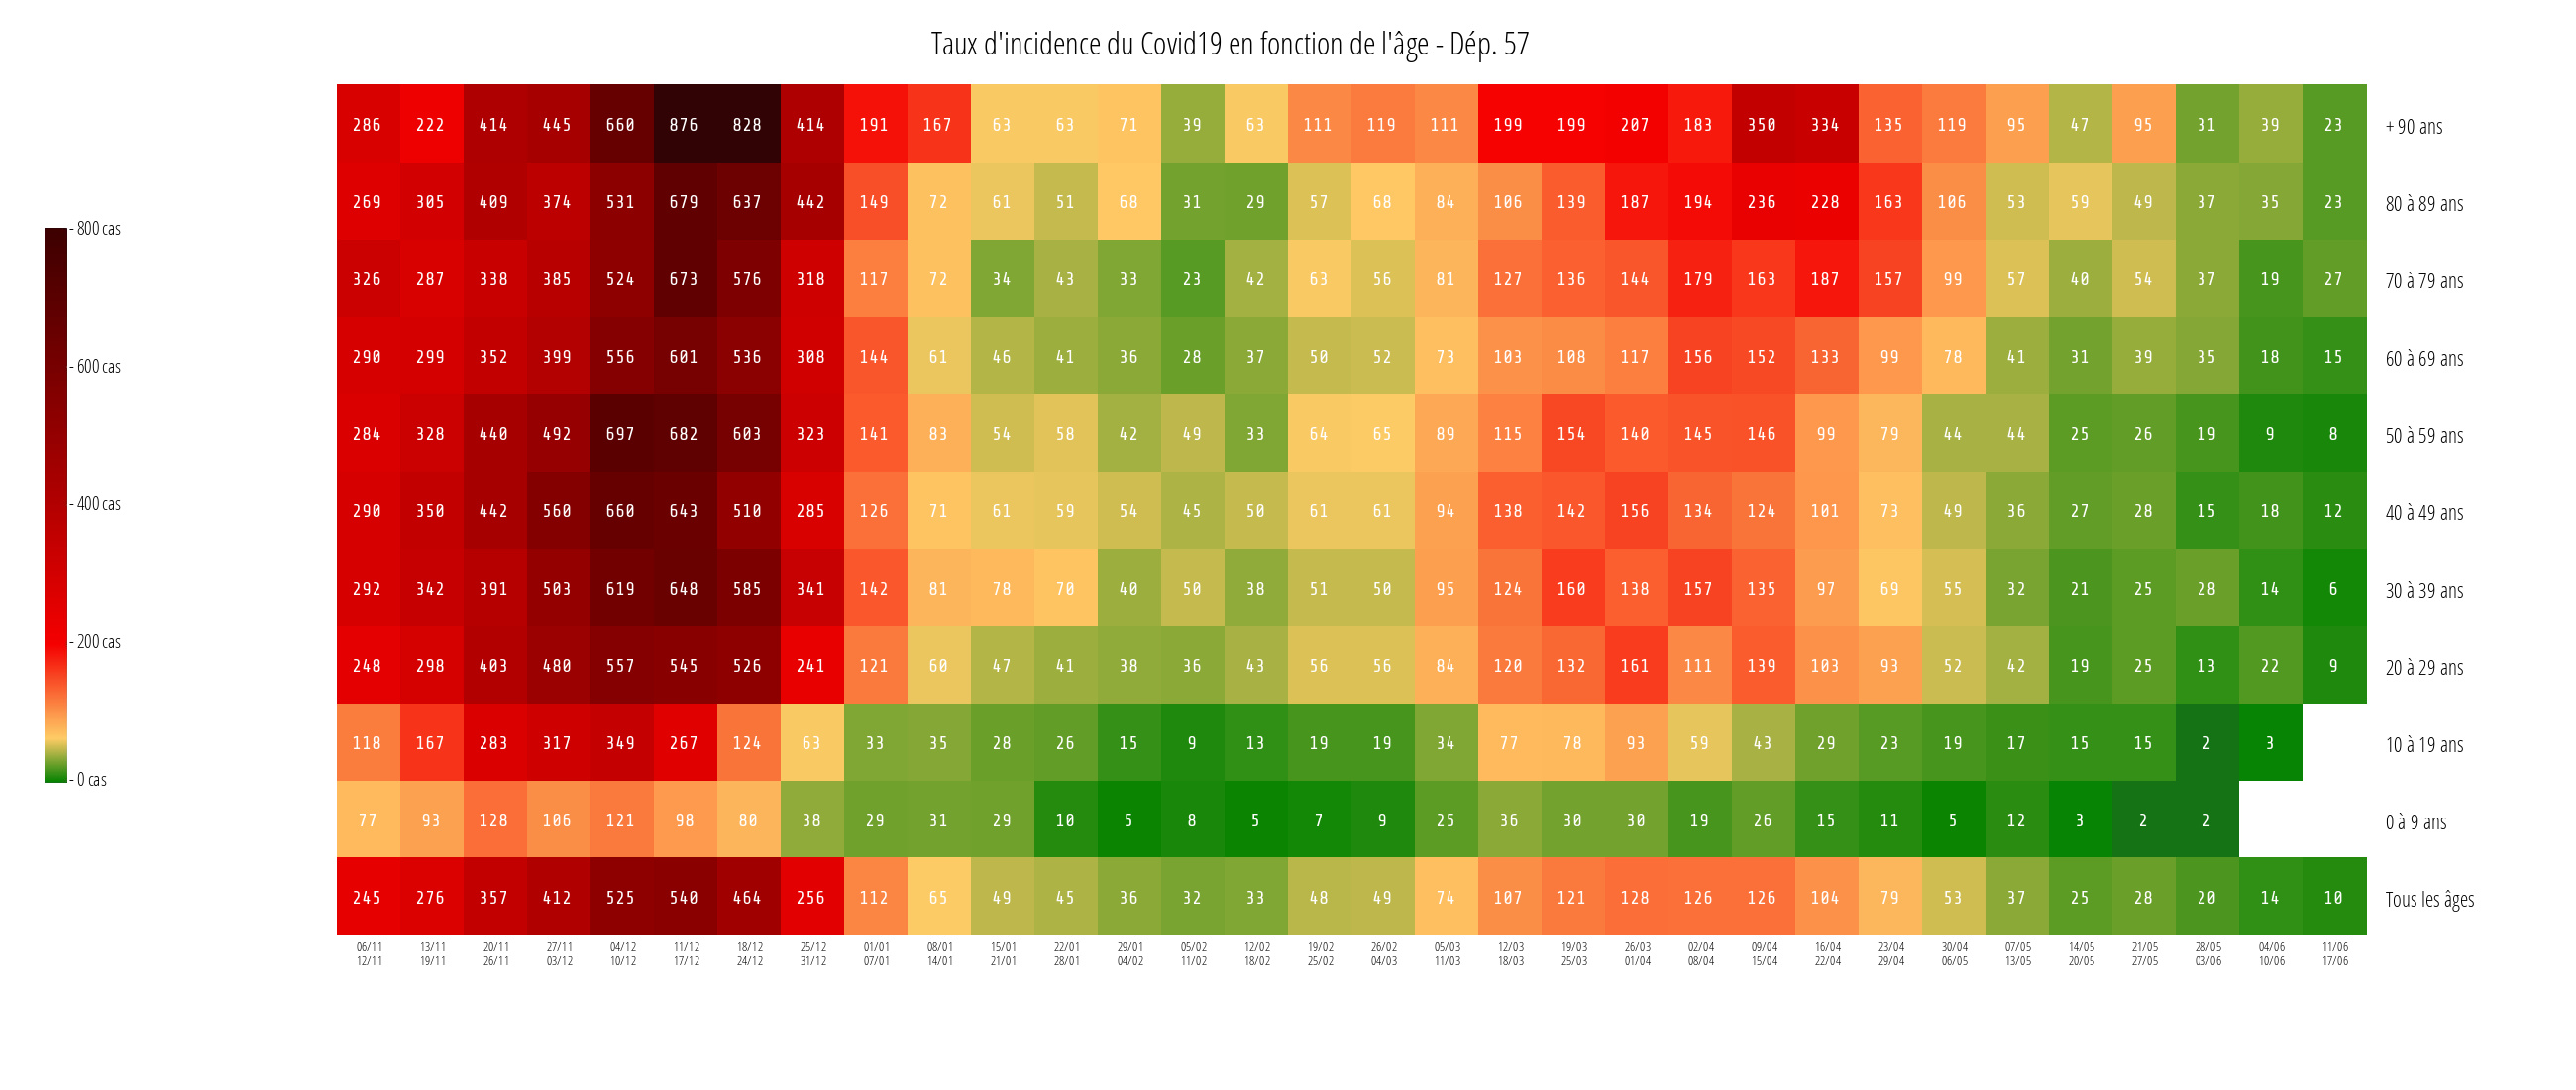 Taux d'incidence du Covid19 en fonction de l'âge - Dép. 57
- 800 cas
- 600 cas
- 400 cas
- 200 cas
- 0 cas
286 222 414 445 660 876 828 414 191 167 63 63 71 39 63 111 119 111 199 199 207 183 350 334 135 119 95 47 95 31 39 23 + 90 ans
269 305 409 374 531 679 637 442 149 72 61 51 68 31 29 57 68 84 106 139 187 194 236 228 163 106 53 59 49 37 35 23 80 à 89 ans
326 287 338 385 524 673 576 318 117 72 34 43 33 23 42 63 56 81 127 136 144 179 163 187 157 99 57 40 54 37 19 27 70 à 79 ans
290 299 352 399 556 601 536 308 144 61 46 41 36 28 37 50 52 73 103 108 117 156 152 133 99 78 41 31 39 35 18 15 60 à 69 ans
284 328 440 492 697 682 603 323 141 83 54 58 42 49 33 64 65 89 115 154 140 145 146 99 79 44 44 25 26 19 9 8 50 à 59 ans
290 350 442 560 660 643 510 285 126 71 61 59 54 45 50 61 61 94 138 142 156 134 124 101 73 49 36 27 28 15 18 12 40 à 49 ans
292 342 391 503 619 648 585 341 142 81 78 70 40 50 38 51 50 95 124 160 138 157 135 97 69 55 32 21 25 28 14 6 30 à 39 ans
248 298 403 480 557 545 526 241 121 60 47 41 38 36 43 56 56 84 120 132 161 111 139 103 93 52 42 19 25 13 22 9 20 à 29 ans
118 167 283 317 349 267 124 63 33 35 28 26 15 9 13 19 19 34 77 78 93 59 43 29 23 19 17 15 15 2 3 10 à 19 ans
77 93 128 106 121 98 80 38 29 31 29 10 5 8 5 7 9 25 36 30 30 19 26 15 11 5 12 3 2 2 0 à 9 ans
245 276 357 412 525 540 464 256 112 65 49 45 36 32 33 48 49 74 107 121 128 126 126 104 79 53 37 25 28 20 14 10 Tous les âges
06/11 13/11 20/11 27/11 04/12 11/12 18/12 25/12 01/01 08/01 15/01 22/01 29/01 05/02 12/02 19/02 26/02 05/03 12/03 19/03 26/03 02/04 09/04 16/04 23/04 30/04 07/05 14/05 21/05 28/05 04/06 11/06
12/11 19/11 26/11 03/12 10/12 17/12 24/12 31/12 07/01 14/01 21/01 28/01 04/02 11/02 18/02 25/02 04/03 11/03 18/03 25/03 01/04 08/04 15/04 22/04 29/04 06/05 13/05 20/05 27/05 03/06 10/06 17/06